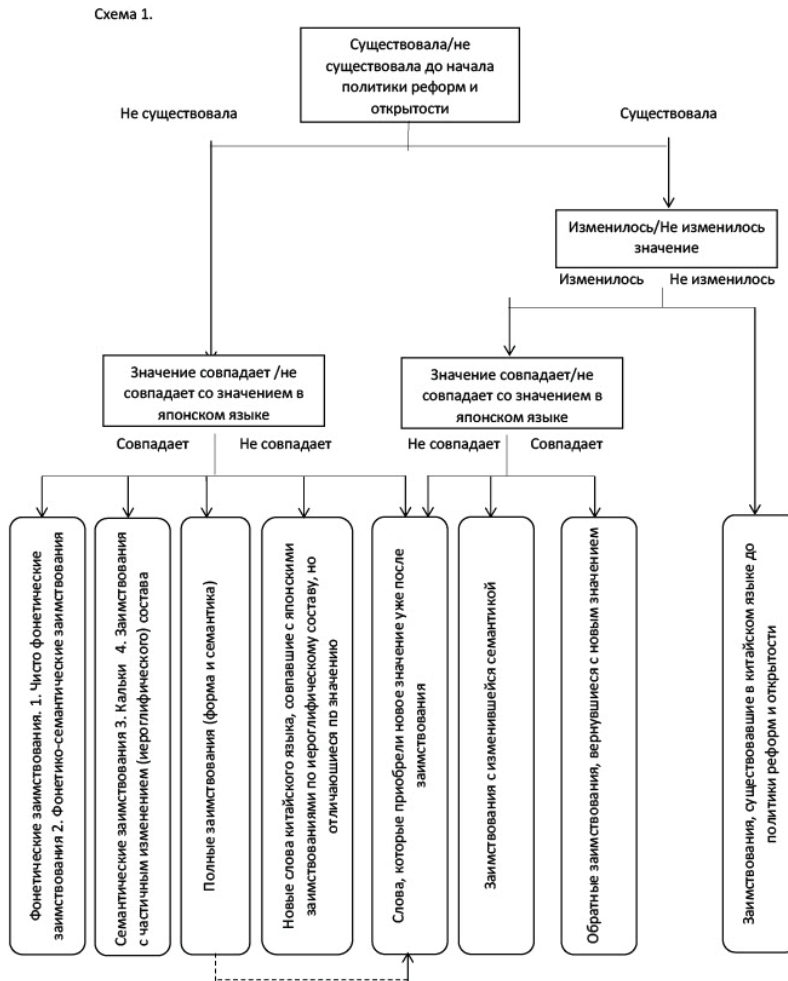 Схема 1.
Существовала/не
существовала до начала
политики реформ и
открытости
Не существовала
Существовала
Изменилось/Не изменилось
значение
Изменилось
Не изменилось
Значение совпадает /не
совпадает со значением в
японском языке
Значение совпадает/не
совпадает со значением в
японском языке
Совпадает
Не совпадает
Не совпадает
Совпадает
Фонетические заимствования. 1. Чисто фонетические
заимствования 2. Фонетико-семантические заимствования
Семантические заимствования 3. Кальки 4. Заимствования
с частичным изменением (иероглифического) состава
Полные заимствования (форма и семантика)
Новые слова китайского языка, совпавшие с японскими
заимствованиями по иероглифическому составу, но
отличающиеся по значению
Слова, которые приобрели новое значение уже после
заимствования
Заимствования с изменившейся семантикой
Обратные заимствования, вернувшиеся с новым значением
Заимствования, существовавшие в китайском языке до
политики реформ и открытости